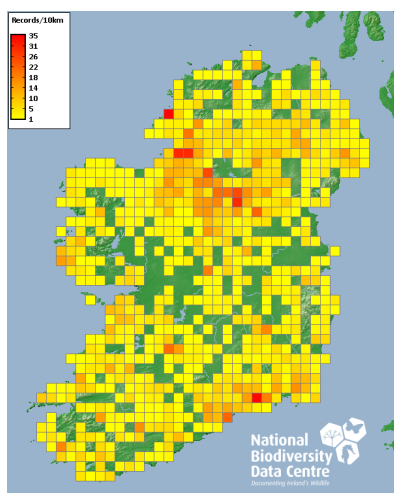 Records/10km
35
31
26
22
18
14
10
5
1
National
Biodiversity
Data Centre
Documenting Ireland's Wildlife